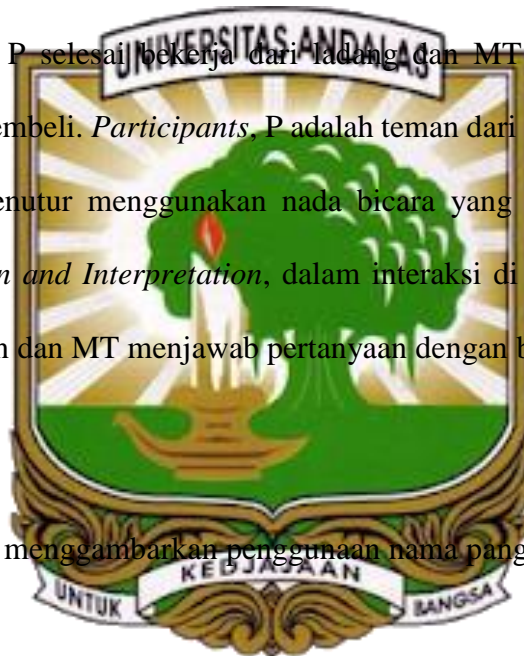 UNIVERSITAS ANDALAS
P selesai bekerja dari ladang dan MT
embeli. Participants, P adalah teman dari
enutur menggunakan nada bicara yang
n and Interpretation, dalam interaksi di
n dan MT menjawab pertanyaan dengan b
menggambarkan penggunaan nama pang
KEDJAJAAN
UNTUK
BANGSA